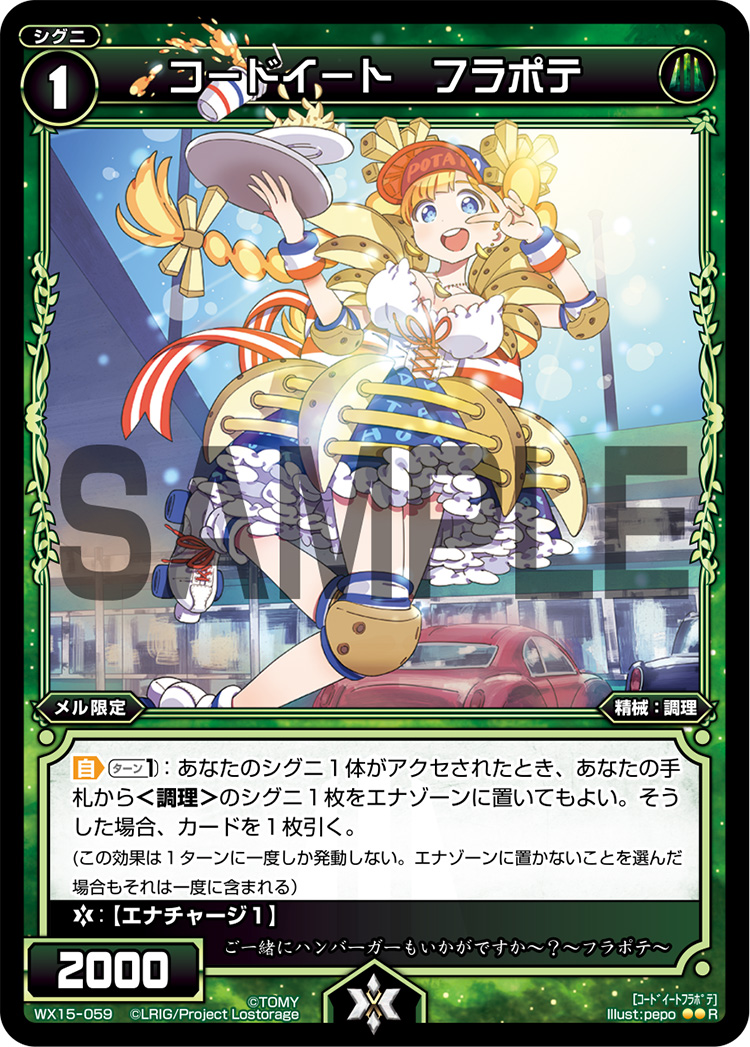 シグニ
1
コードイート フラポテ
POTATO
SAMPLE
メル限定
精械：調理
自 ターン1：あなたのシグニ１体がアクセされたとき、あなたの手
札から＜調理＞のシグニ１枚をエナゾーンに置いてもよい。そう
した場合、カードを１枚引く。
(この効果は１ターンに一度しか発動しない。エナゾーンに置かないことを選んだ
場合もそれは一度に含まれる)
：【エナチャージ１】
ご一緒にハンバーガーもいかがですか～？～フラポテ～
2000
©TOMY
WX15-059 ©LRIG/Project Lostorage
[ｺｰﾄﾞｲｰﾄﾌﾗﾎﾟﾃ]
Illust:pepo R